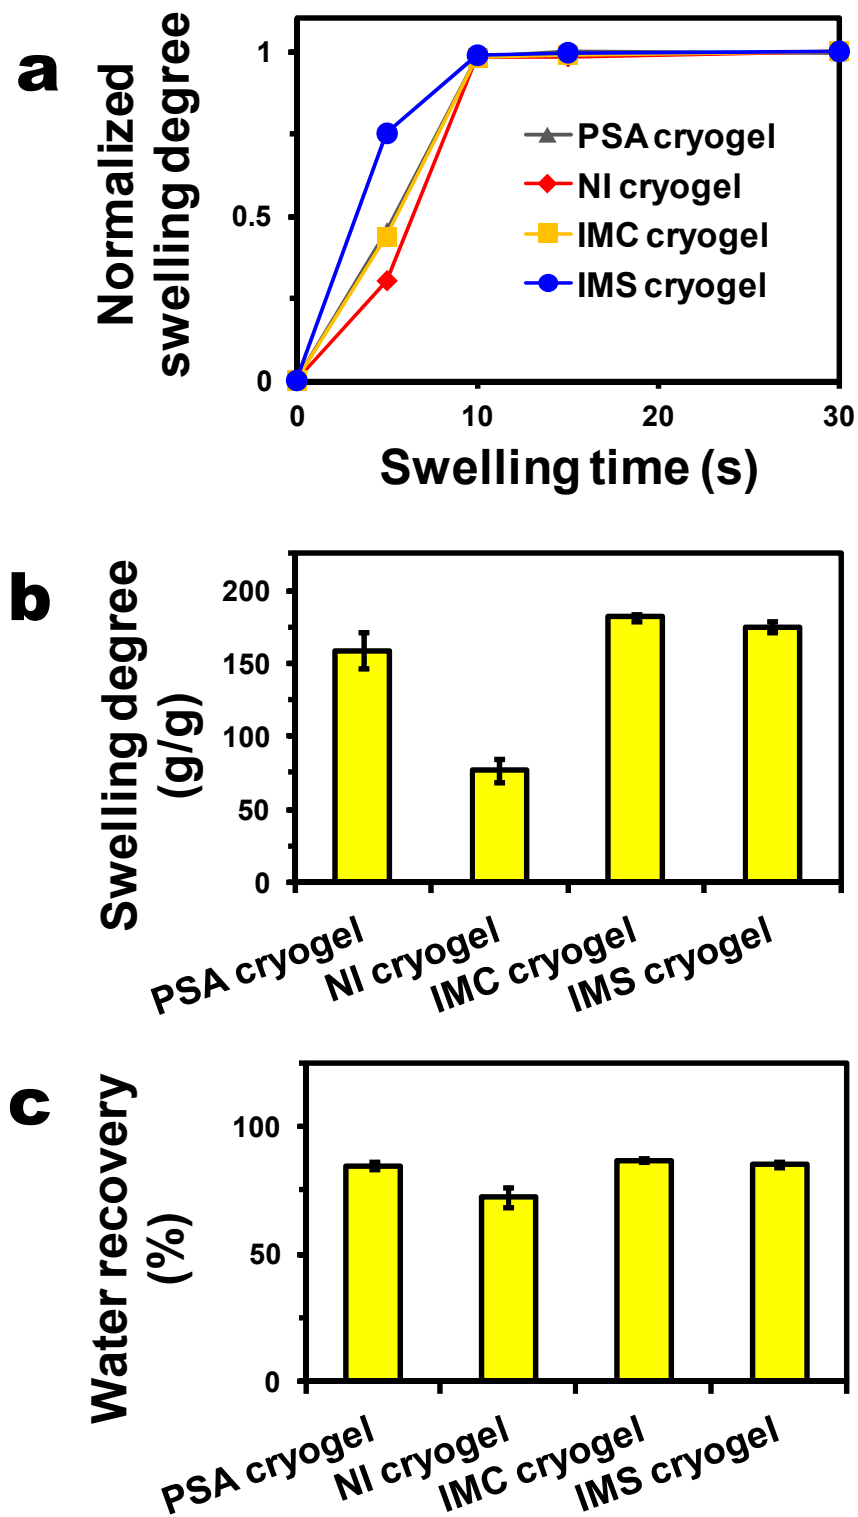 a
Normalized
swelling degree
1
0.5
0
PSA cryogel
NI cryogel
IMC cryogel
IMS cryogel
0 10 20 30
Swelling time (s)
b
Swelling degree
(g/g)
200
150
100
50
0
PSA cryogel
NI cryogel
IMC cryogel
IMS cryogel
c
Water recovery
(%)
100
50
0
PSA cryogel
NI cryogel
IMC cryogel
IMS cryogel